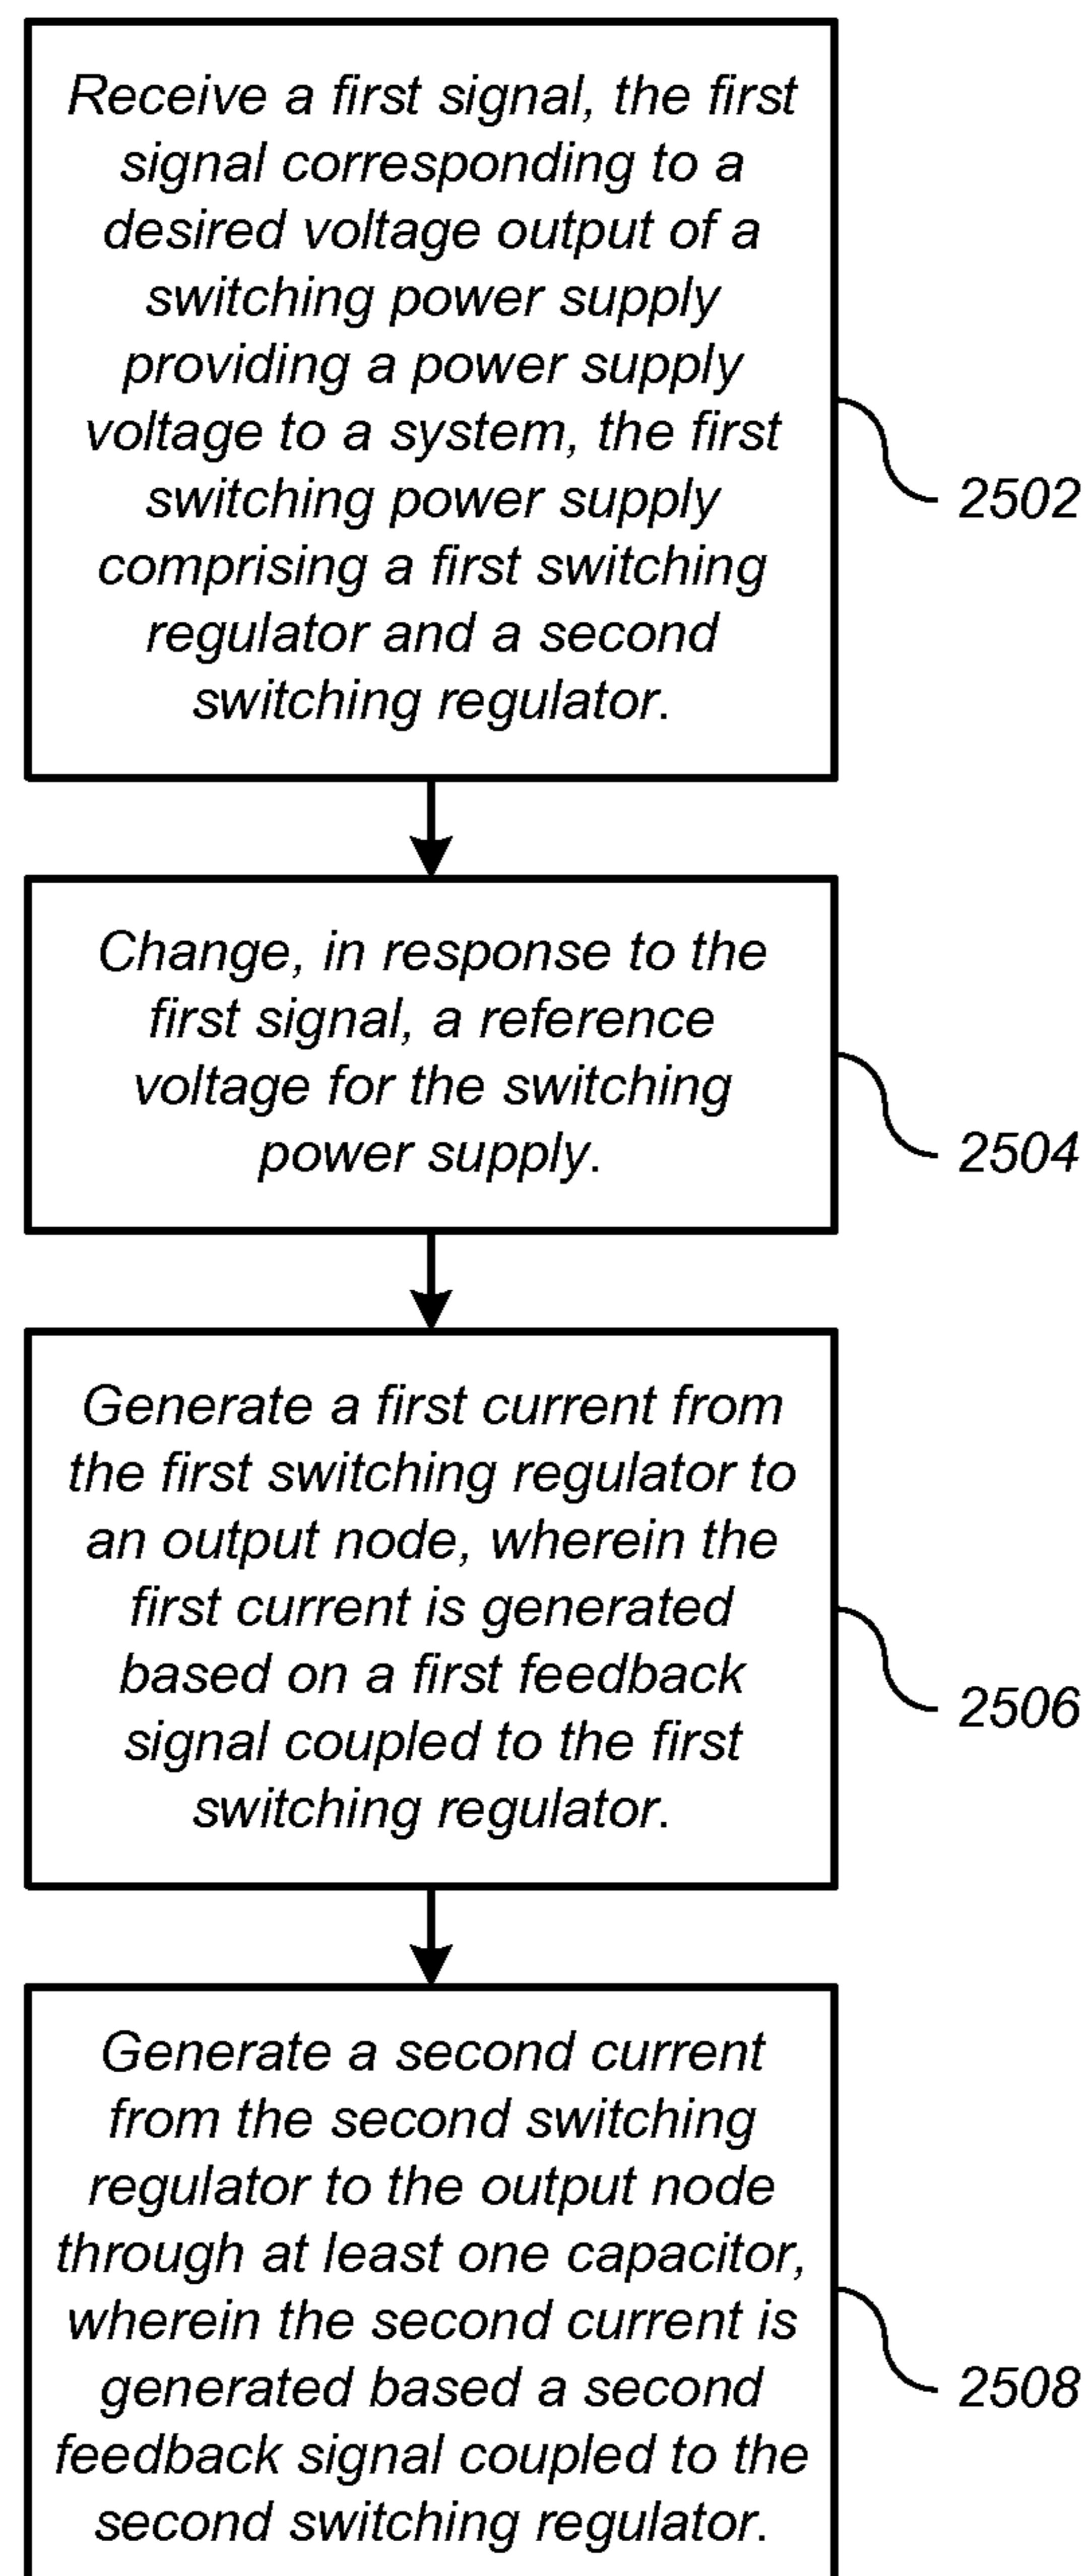 Receive a first signal, the first
signal corresponding to a
desired voltage output of a
switching power supply
providing a power supply
voltage to a system, the first
switching power supply
comprising a first switching
regulator and a second
switching regulator.
2502
Change, in response to the
first signal, a reference
voltage for the switching
power supply.
2504
Generate a first current from
the first switching regulator to
an output node, wherein the
first current is generated
based on a first feedback
signal coupled to the first
switching regulator.
2506
Generate a second current
from the second switching
regulator to the output node
through at least one capacitor,
wherein the second current is
generated based a second
feedback signal coupled to the
second switching regulator.
2508